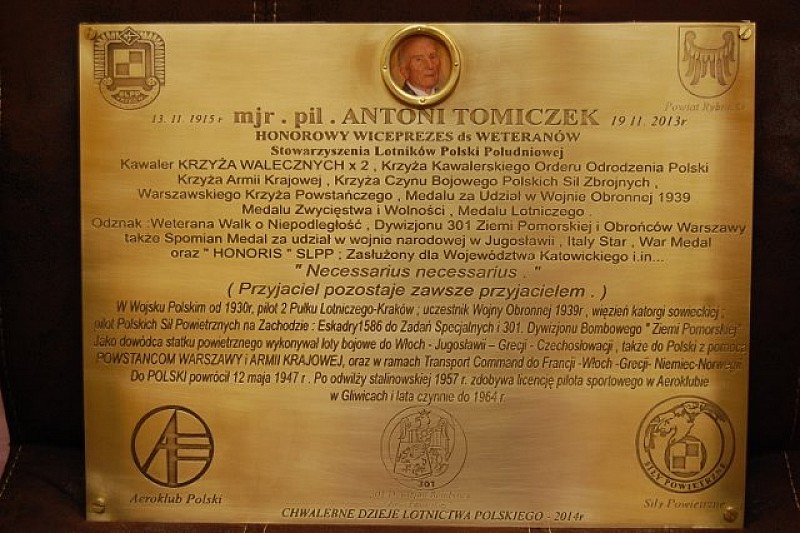 SLPP
Powiat Rybnicki
13. 11. 1915 r mjr . pil . ANTONI TOMICZEK 19 11. 2013r
HONOROWY WICEPREZES ds WETERANÓW
Stowarzyszenia Lotników Polski Południowej
Kawaler KRZYŻA WALECZNYCH x 2 , Krzyża Kawalerskiego Orderu Odrodzenia Polski
Krzyża Armii Krajowej , Krzyża Czynu Bojowego Polskich Sił Zbrojnych ,
Warszawskiego Krzyża Powstańczego , Medalu za Udział w Wojnie Obronnej 1939
Medalu Zwycięstwa i Wolności , Medalu Lotniczego .
Odznak :Weterana Walk o Niepodległość , Dywizjonu 301 Ziemi Pomorskiej i Obrońców Warszawy
także Spomian Medal za udział w wojnie narodowej w Jugosławii , Italy Star , War Medal
oraz " HONORIS " SLPP ; Zasłużony dla Województwa Katowickiego i.in...
" Necessarius necessarius . "
( Przyjaciel pozostaje zawsze przyjacielem . )
W Wojsku Polskim od 1930r, pilot 2 Pułku Lotniczego-Kraków ; uczestnik Wojny Obronnej 1939r , więzień katorgi sowieckiej ;
pilot Polskich Sił Powietrznych na Zachodzie : Eskadry1586 do Zadań Specjalnych i 301. Dywizjonu Bombowego " Ziemi Pomorskiej"
Jako dowódca statku powietrznego wykonywał loty bojowe do Włoch - Jugosławii – Grecji - Czechosłowacji , także do Polski z pomocą
POWSTAŃCOM WARSZAWY i ARMII KRAJOWEJ, oraz w ramach Transport Command do Francji -Włoch -Grecji- Niemiec-Norwegii
Do POLSKI powrócił 12 maja 1947 r . Po odwilży stalinowskiej 1957 r. zdobywa licencję pilota sportowego w Aeroklubie
w Gliwicach i lata czynnie do 1964 r.
301
SIŁY POWIETRZNE
Aeroklub Polski
Siły Powietrzne
CHWALEBNE DZIEJE LOTNICTWA POLSKIEGO - 2014r